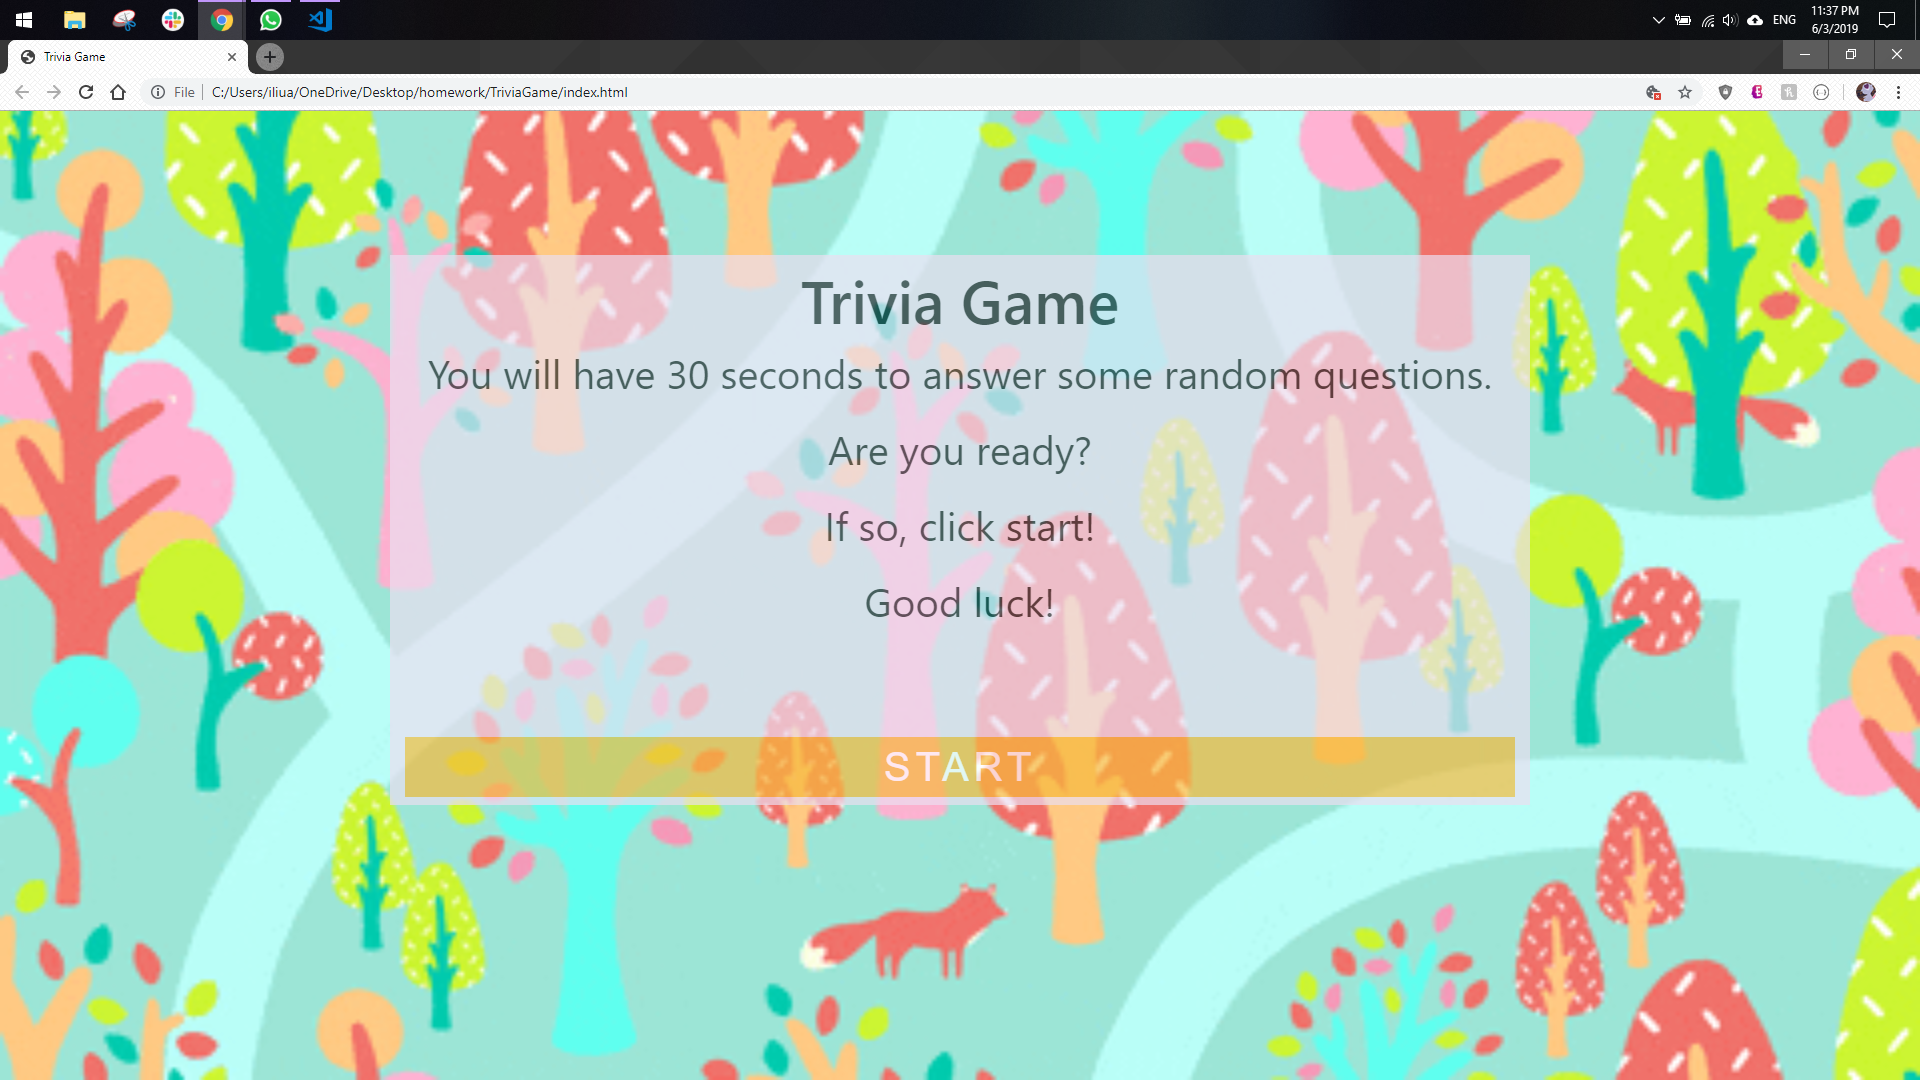 ENG
11:37 PM
6/3/2019
Trivia Game
File
C:/Users/iliua/OneDrive/Desktop/homework/TriviaGame/index.html
Trivia Game
You will have 30 seconds to answer some random questions.
Are you ready?
If so, click start!
Good luck!
START